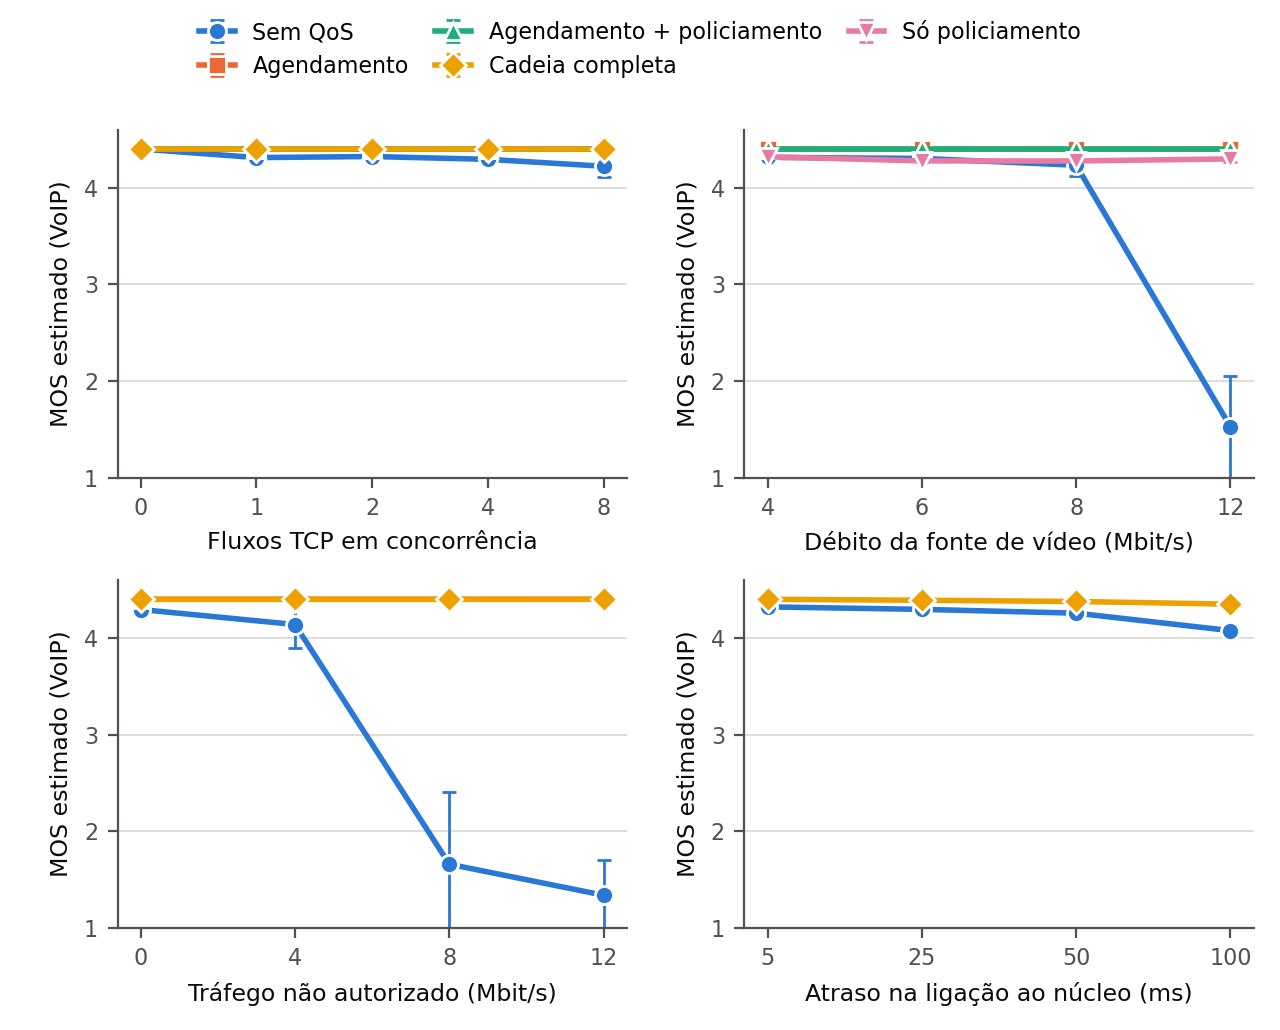 Sem QoS
Agendamento
Agendamento + policiamento
Cadeia completa
Só policiamento
MOS estimado (VoIP)
4
3
2
1
0 1 2 4 8
Fluxos TCP em concorrência
MOS estimado (VoIP)
4
3
2
1
4 6 8 12
Débito da fonte de vídeo (Mbit/s)
MOS estimado (VoIP)
4
3
2
1
0 4 8 12
Tráfego não autorizado (Mbit/s)
MOS estimado (VoIP)
4
3
2
1
5 25 50 100
Atraso na ligação ao núcleo (ms)